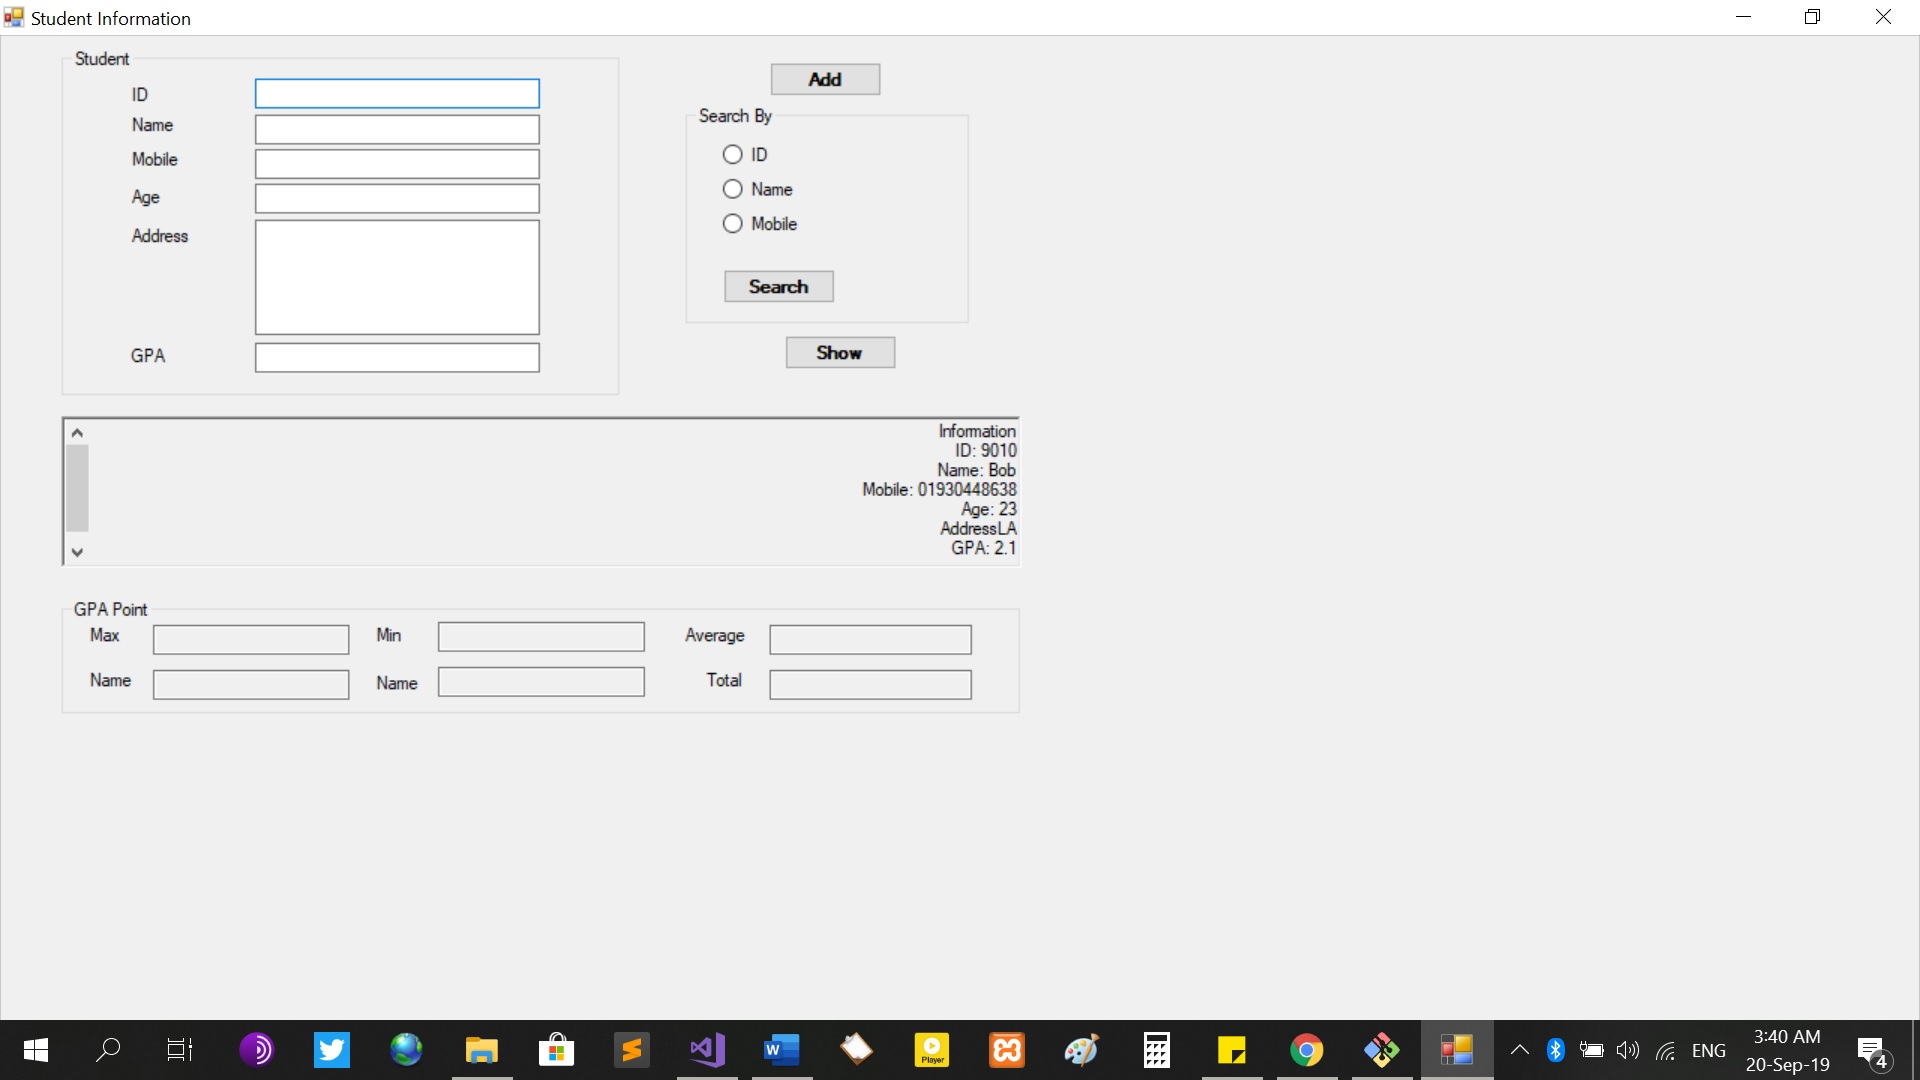 Student Information
Student
ID
Name
Mobile
Age
Address
GPA
Add
Search By
ID
Name
Mobile
Search
Show
Information
ID: 9010
Name: Bob
Mobile: 01930448638
Age: 23
AddressLA
GPA: 2.1
GPA Point
Max
Min
Average
Name
Name
Total
W
Player
ENG
3:40 AM
20-Sep-19
4